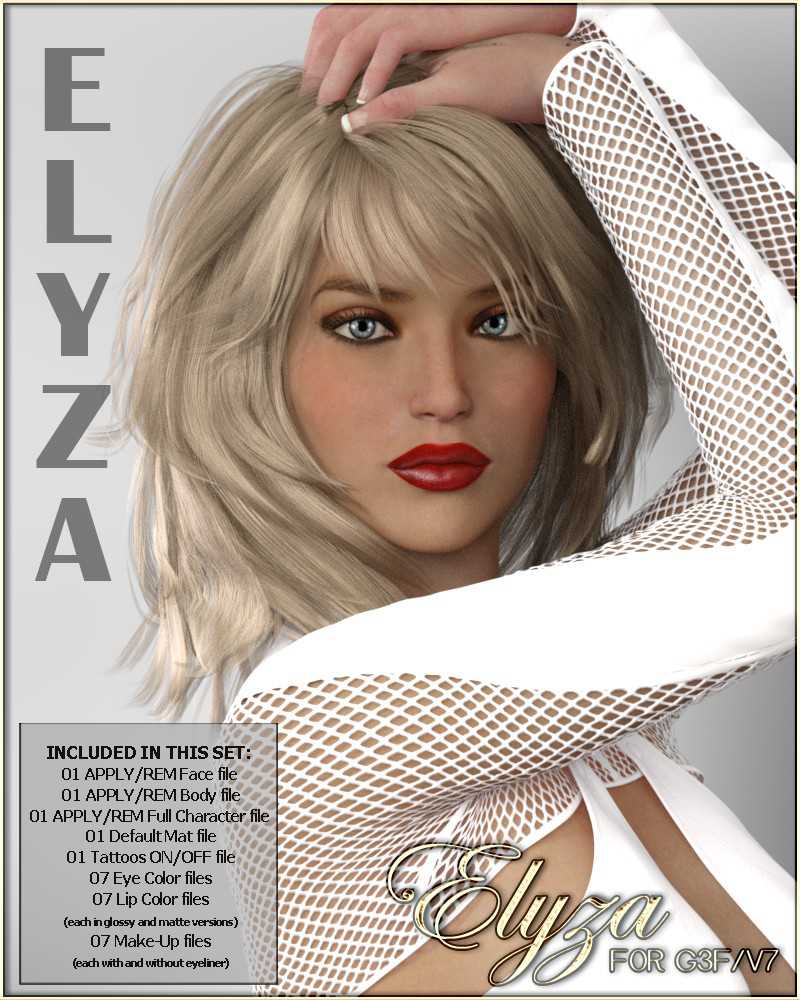 ELYZA
INCLUDED IN THIS SET:
01 APPLY/REM Face file
01 APPLY/REM Body file
01 APPLY/REM Full Character file
01 Default Mat file
01 Tattoos ON/OFF file
07 Eye Color files
07 Lip Color files
(each in glossy and matte versions)
07 Make-Up files
(each with and without eyeliner)
Elyza
FOR G3F/V7